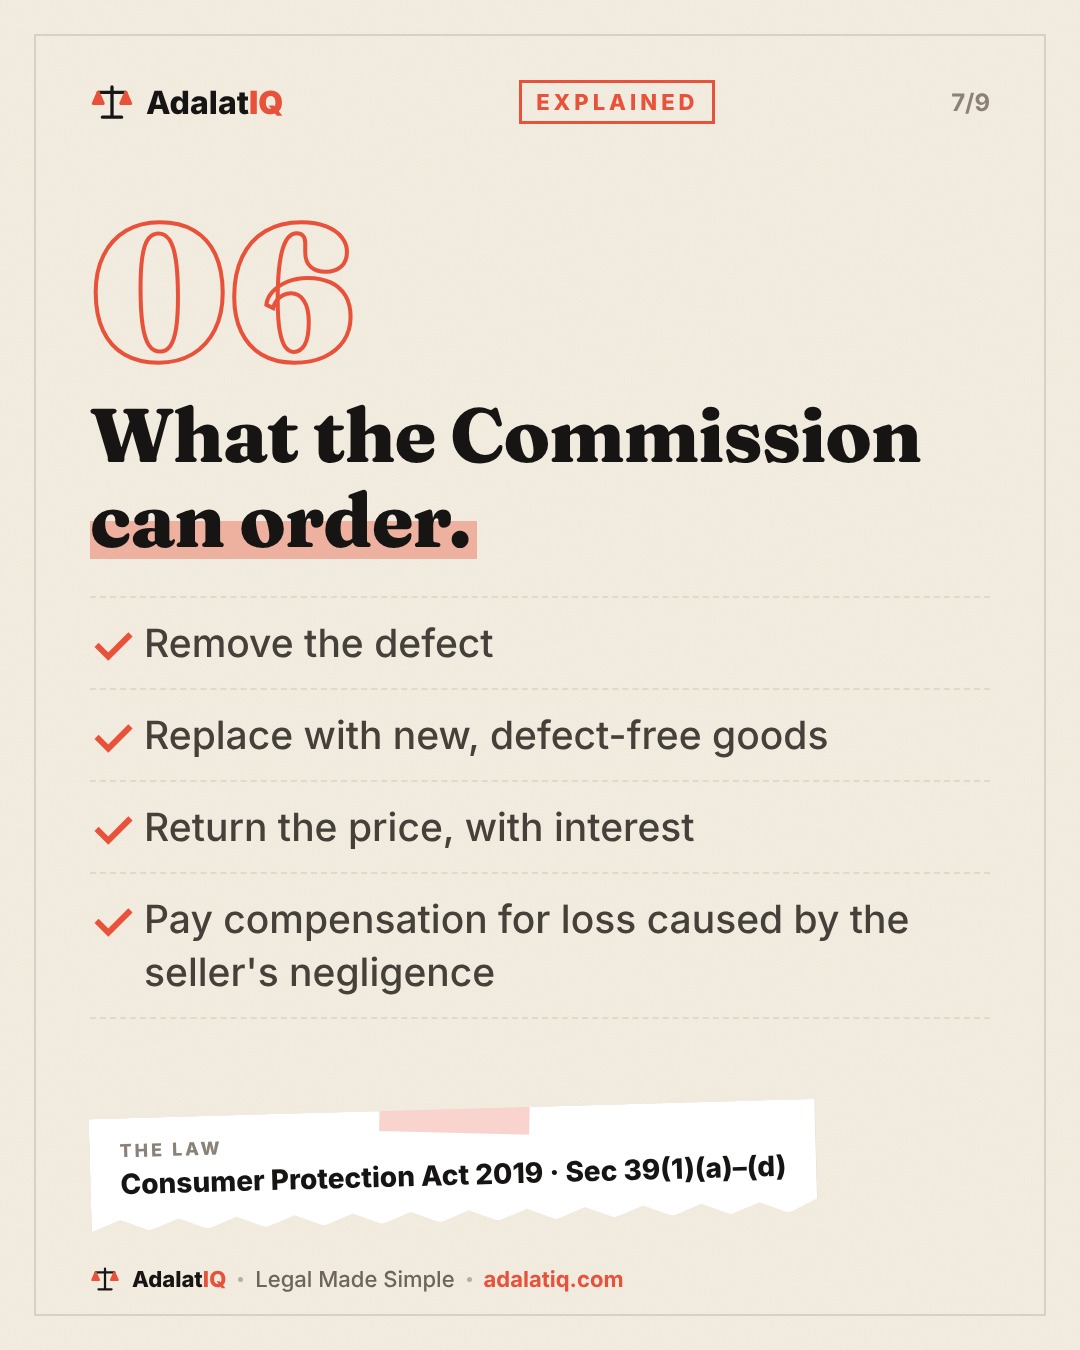 AdalatIQ
EXPLAINED
7/9
06
What the Commission
can order.
Remove the defect
Replace with new, defect-free goods
Return the price, with interest
Pay compensation for loss caused by the
seller's negligence
THE LAW
Consumer Protection Act 2019 · Sec 39(1)(a)–(d)
AdalatIQ • Legal Made Simple • adalatiq.com